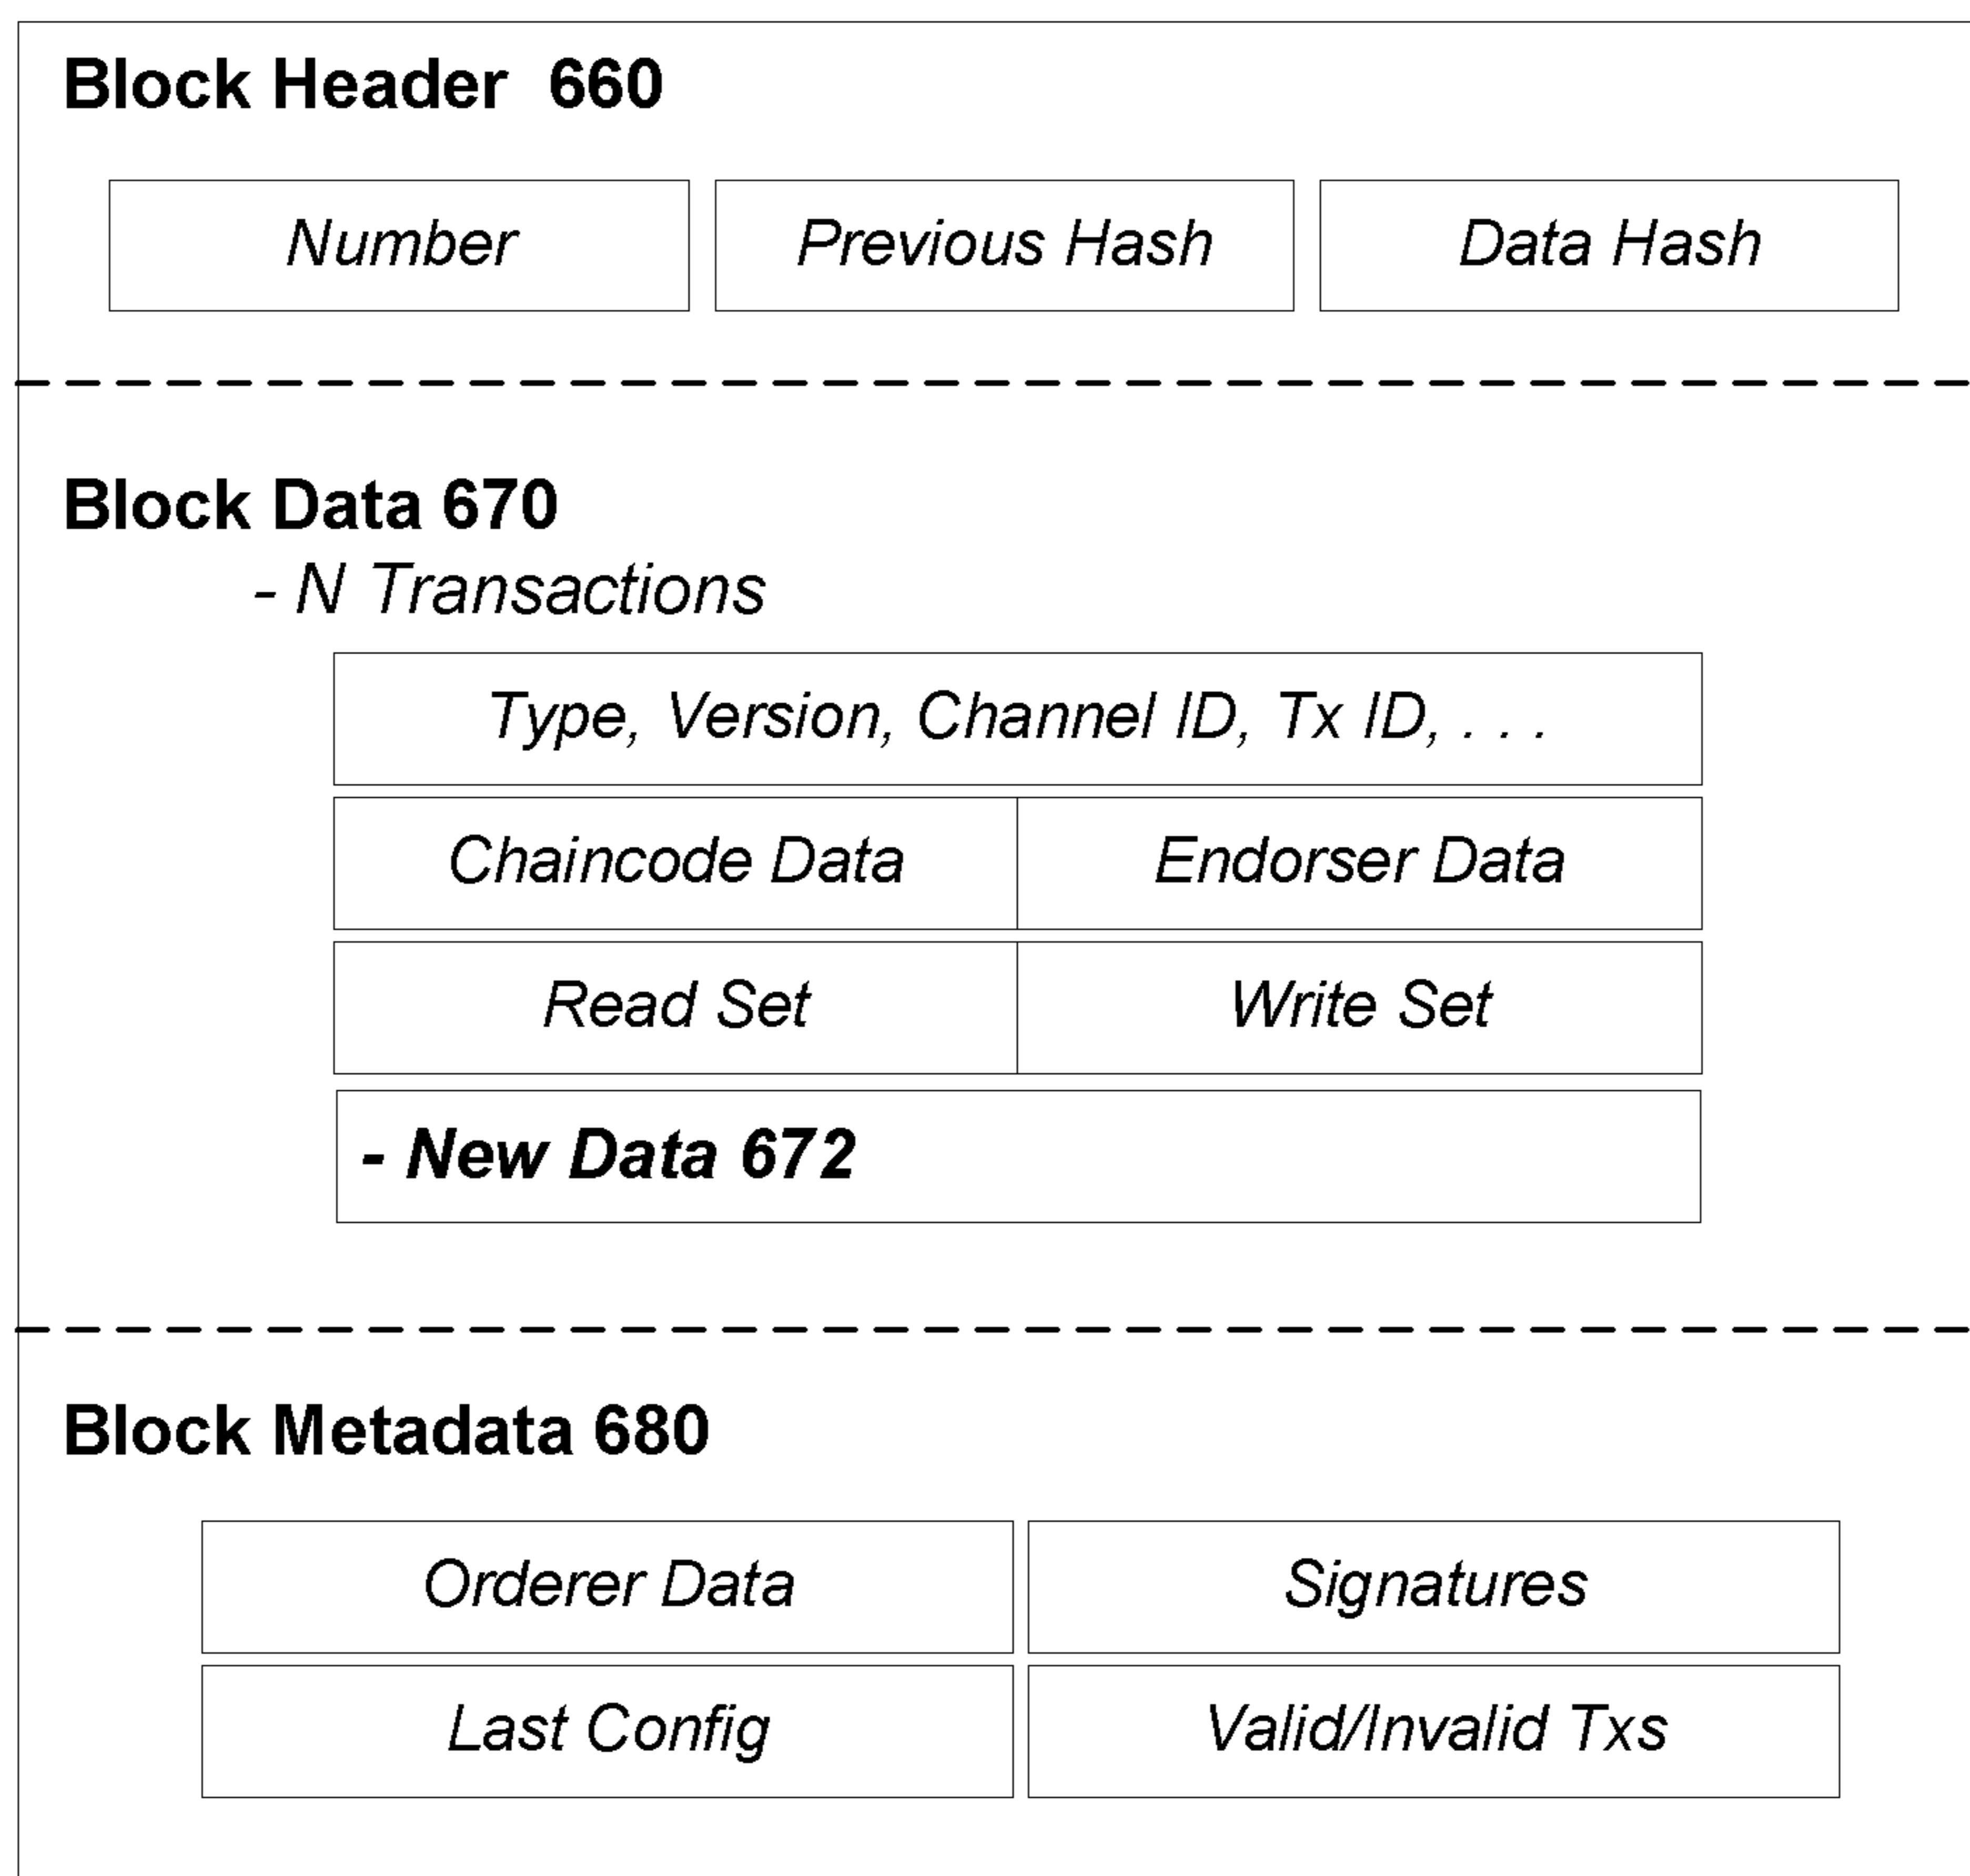 Block Header 660
Number Previous Hash Data Hash
Block Data 670
- N Transactions
Type, Version, Channel ID, Tx ID, . . .
Chaincode Data Endorser Data
Read Set Write Set
- New Data 672
Block Metadata 680
Orderer Data Signatures
Last Config Valid/Invalid Txs